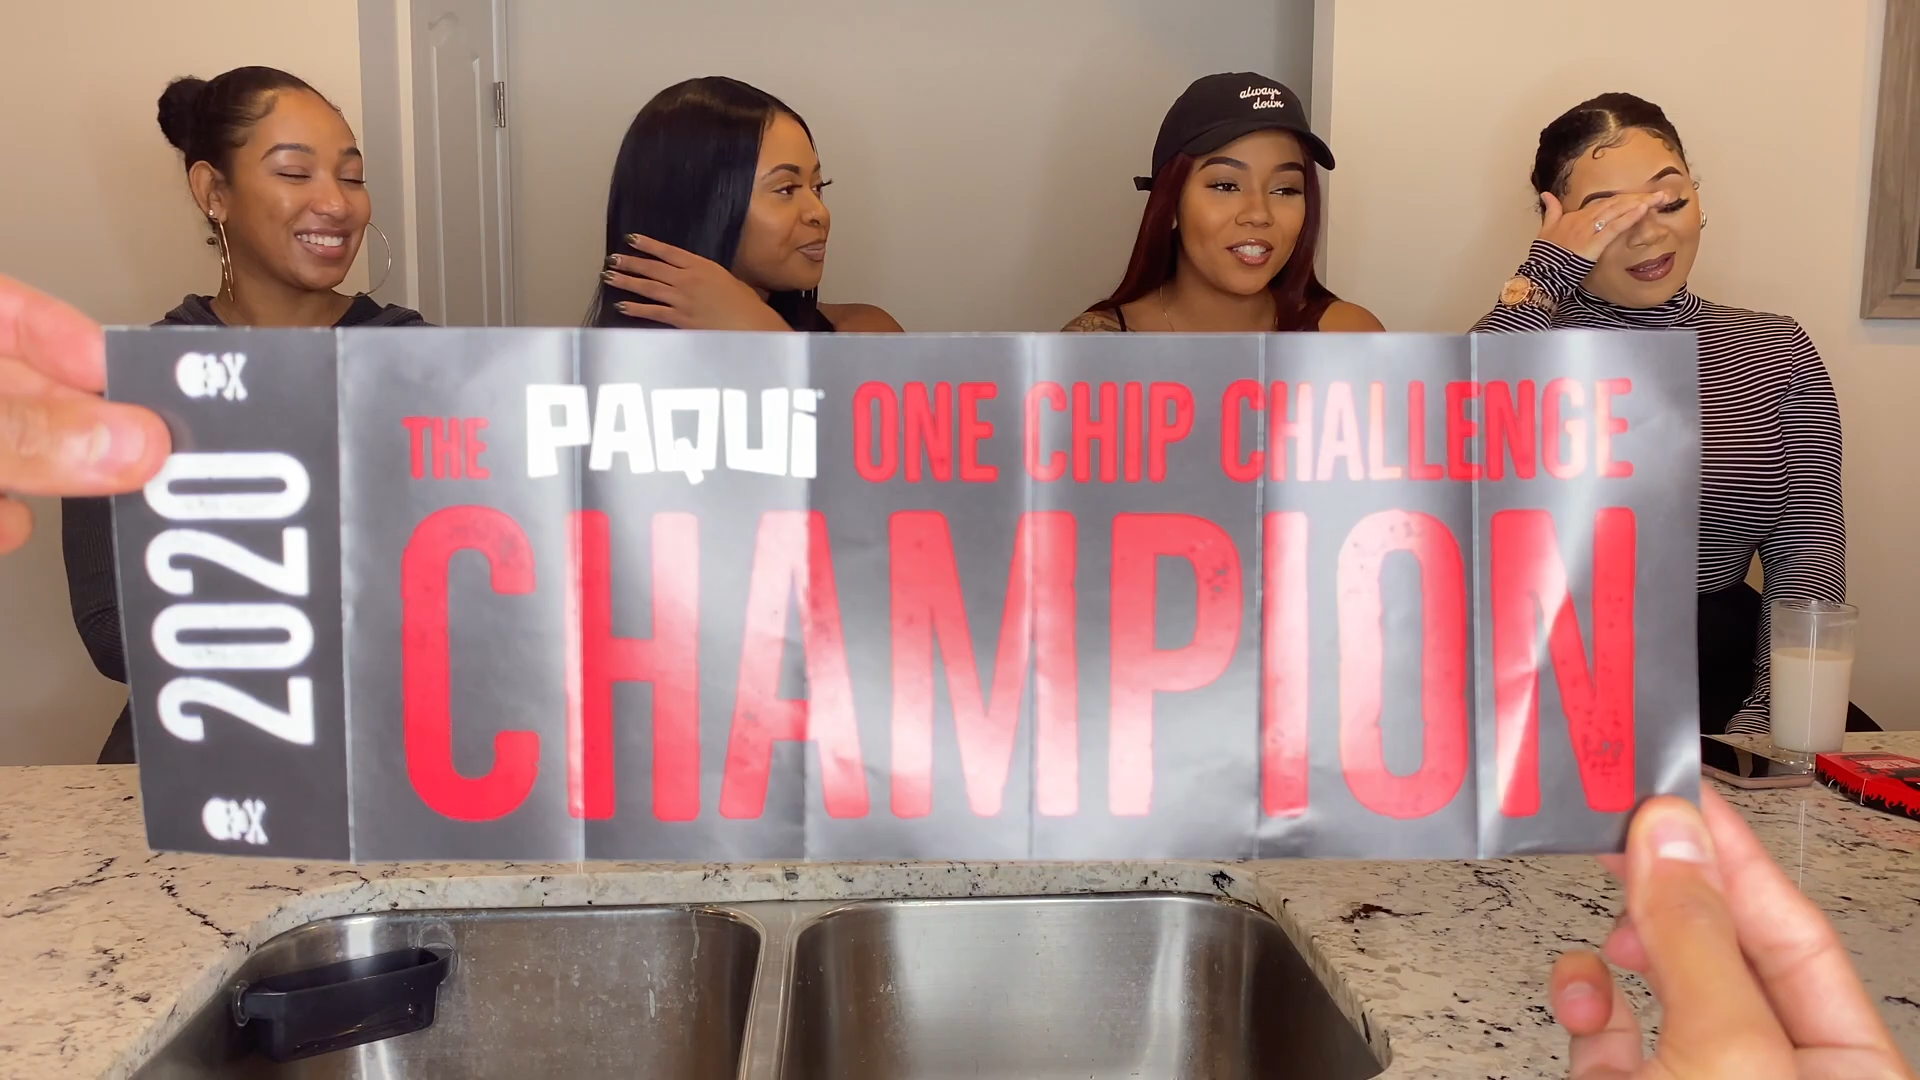 always
down
2020
THE PAQUI ONE CHIP CHALLENGE
CHAMPION